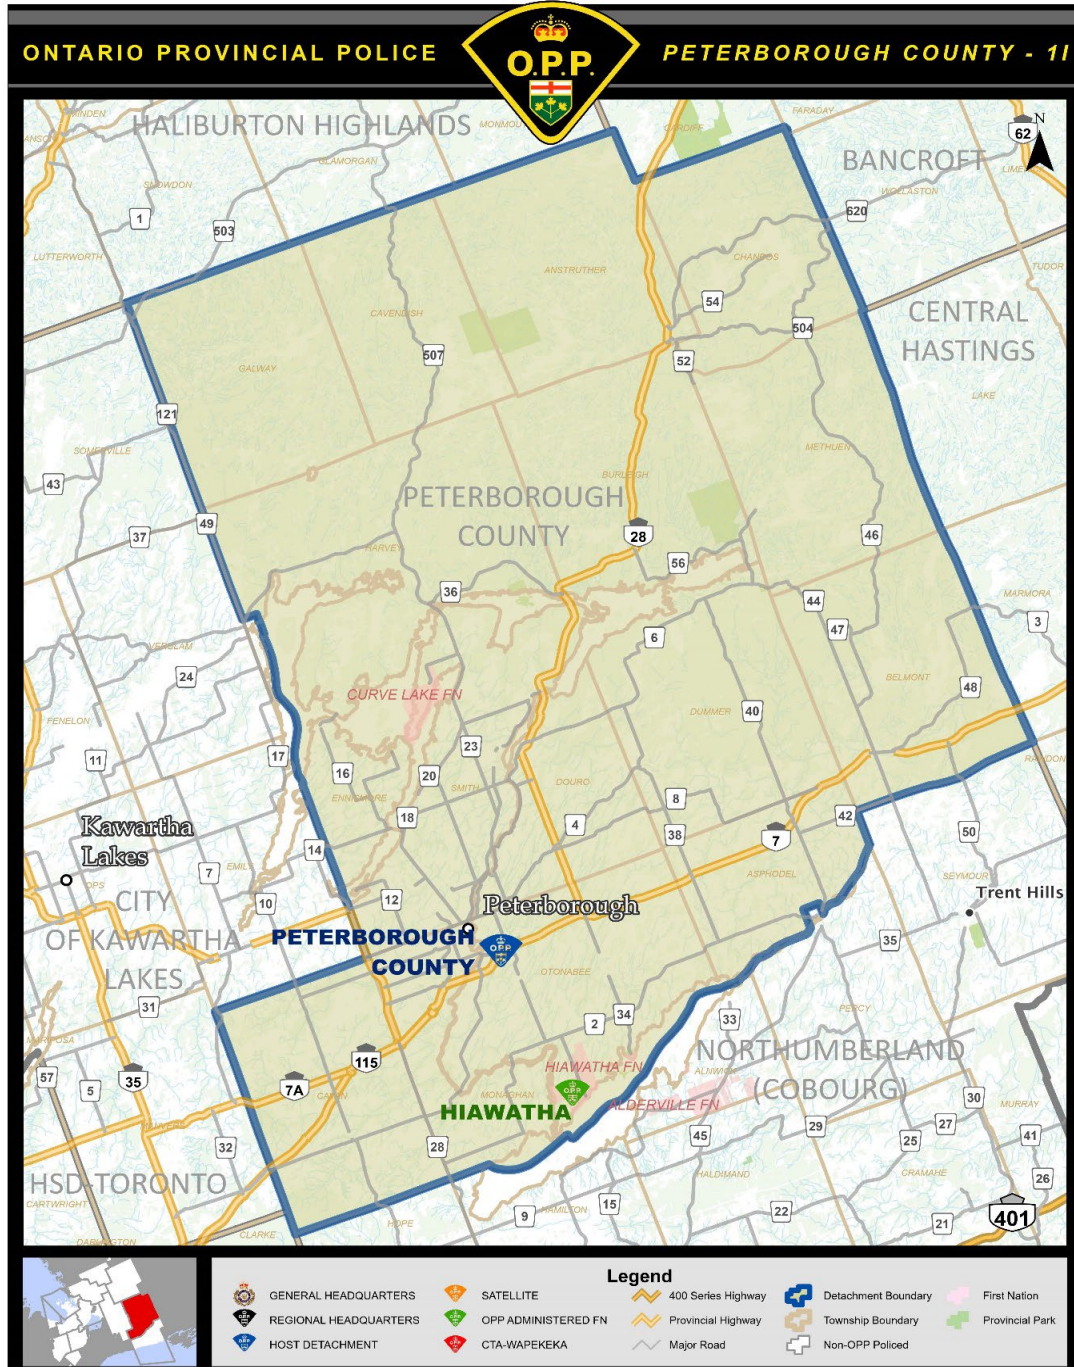 ONTARIO PROVINCIAL POLICE
O.P.P.
PETERBOROUGH COUNTY - 1I
MINDEN
HALIBURTON HIGHLANDS
CARDIFF
FARADAY
62
N
GLAMORGAN
BANCROFT
SNOWDON
WOLLASTON
1
503
620
LUTTERWORTH
ANSTRUTHER
CHANDOS
TUDOR
54
CENTRAL
HASTINGS
CAVENDISH
504
507
52
GALWAY
LAKE
121
SOMERVILLE
METHUEN
43
BURLEIGH
PETERBOROUGH
COUNTY
49
37
28
46
HARVEY
56
36
44
MARMORA
3
47
6
VERULAM
24
BELMONT
48
CURVE LAKE FN
FENELON
40
DUMMER
17
23
11
16
20
DOURO
SMITH
ENNISMORE
8
18
4
42
Kawartha
Lakes
38
7
50
14
7
EMILY
ASPHODEL
SEYMOUR
OPS
CITY
OF KAWARTHA
LAKES
10
12
Peterborough
Trent Hills
PETERBOROUGH
COUNTY
OPP
35
OTONABEE
31
PERCY
34
33
2
MARIPOSA
NORTHUMBERLAND
(COBOURG)
115
HIAWATHA FN
ALNWICK
57
5
35
7A
OPP
CAVAN
MONAGHAN
HIAWATHA
ALDERVILLE FN
30
MURRAY
29
27
45
25
41
32
28
HSD-TORONTO
HALDIMAND
CRAMAHE
26
CARTWRIGHT
15
22
HAMILTON
9
HOPE
21
401
CLARKE
DARLINGTON
Legend
GENERAL HEADQUARTERS
SATELLITE
400 Series Highway
Detachment Boundary
First Nation
REGIONAL HEADQUARTERS
OPP ADMINISTERED FN
Provincial Highway
Township Boundary
Provincial Park
HOST DETACHMENT
CTA-WAPEKEKA
Major Road
Non-OPP Policed